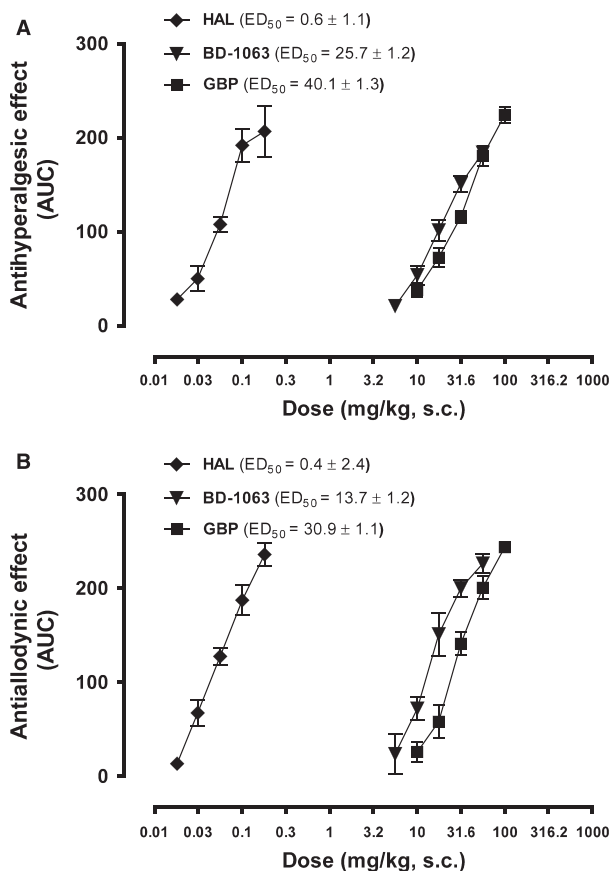 A
HAL (ED50 = 0.6 ± 1.1)
BD-1063 (ED50 = 25.7 ± 1.2)
GBP (ED50 = 40.1 ± 1.3)
Antihyperalgesic effect
(AUC)
300
200
100
0
0.01 0.03 0.1 0.3 1 3.2 10 31.6 100 316.2 1000
Dose (mg/kg, s.c.)
B
HAL (ED50 = 0.4 ± 2.4)
BD-1063 (ED50 = 13.7 ± 1.2)
GBP (ED50 = 30.9 ± 1.1)
Antiallodynic effect
(AUC)
300
200
100
0
0.01 0.03 0.1 0.3 1 3.2 10 31.6 100 316.2 1000
Dose (mg/kg, s.c.)